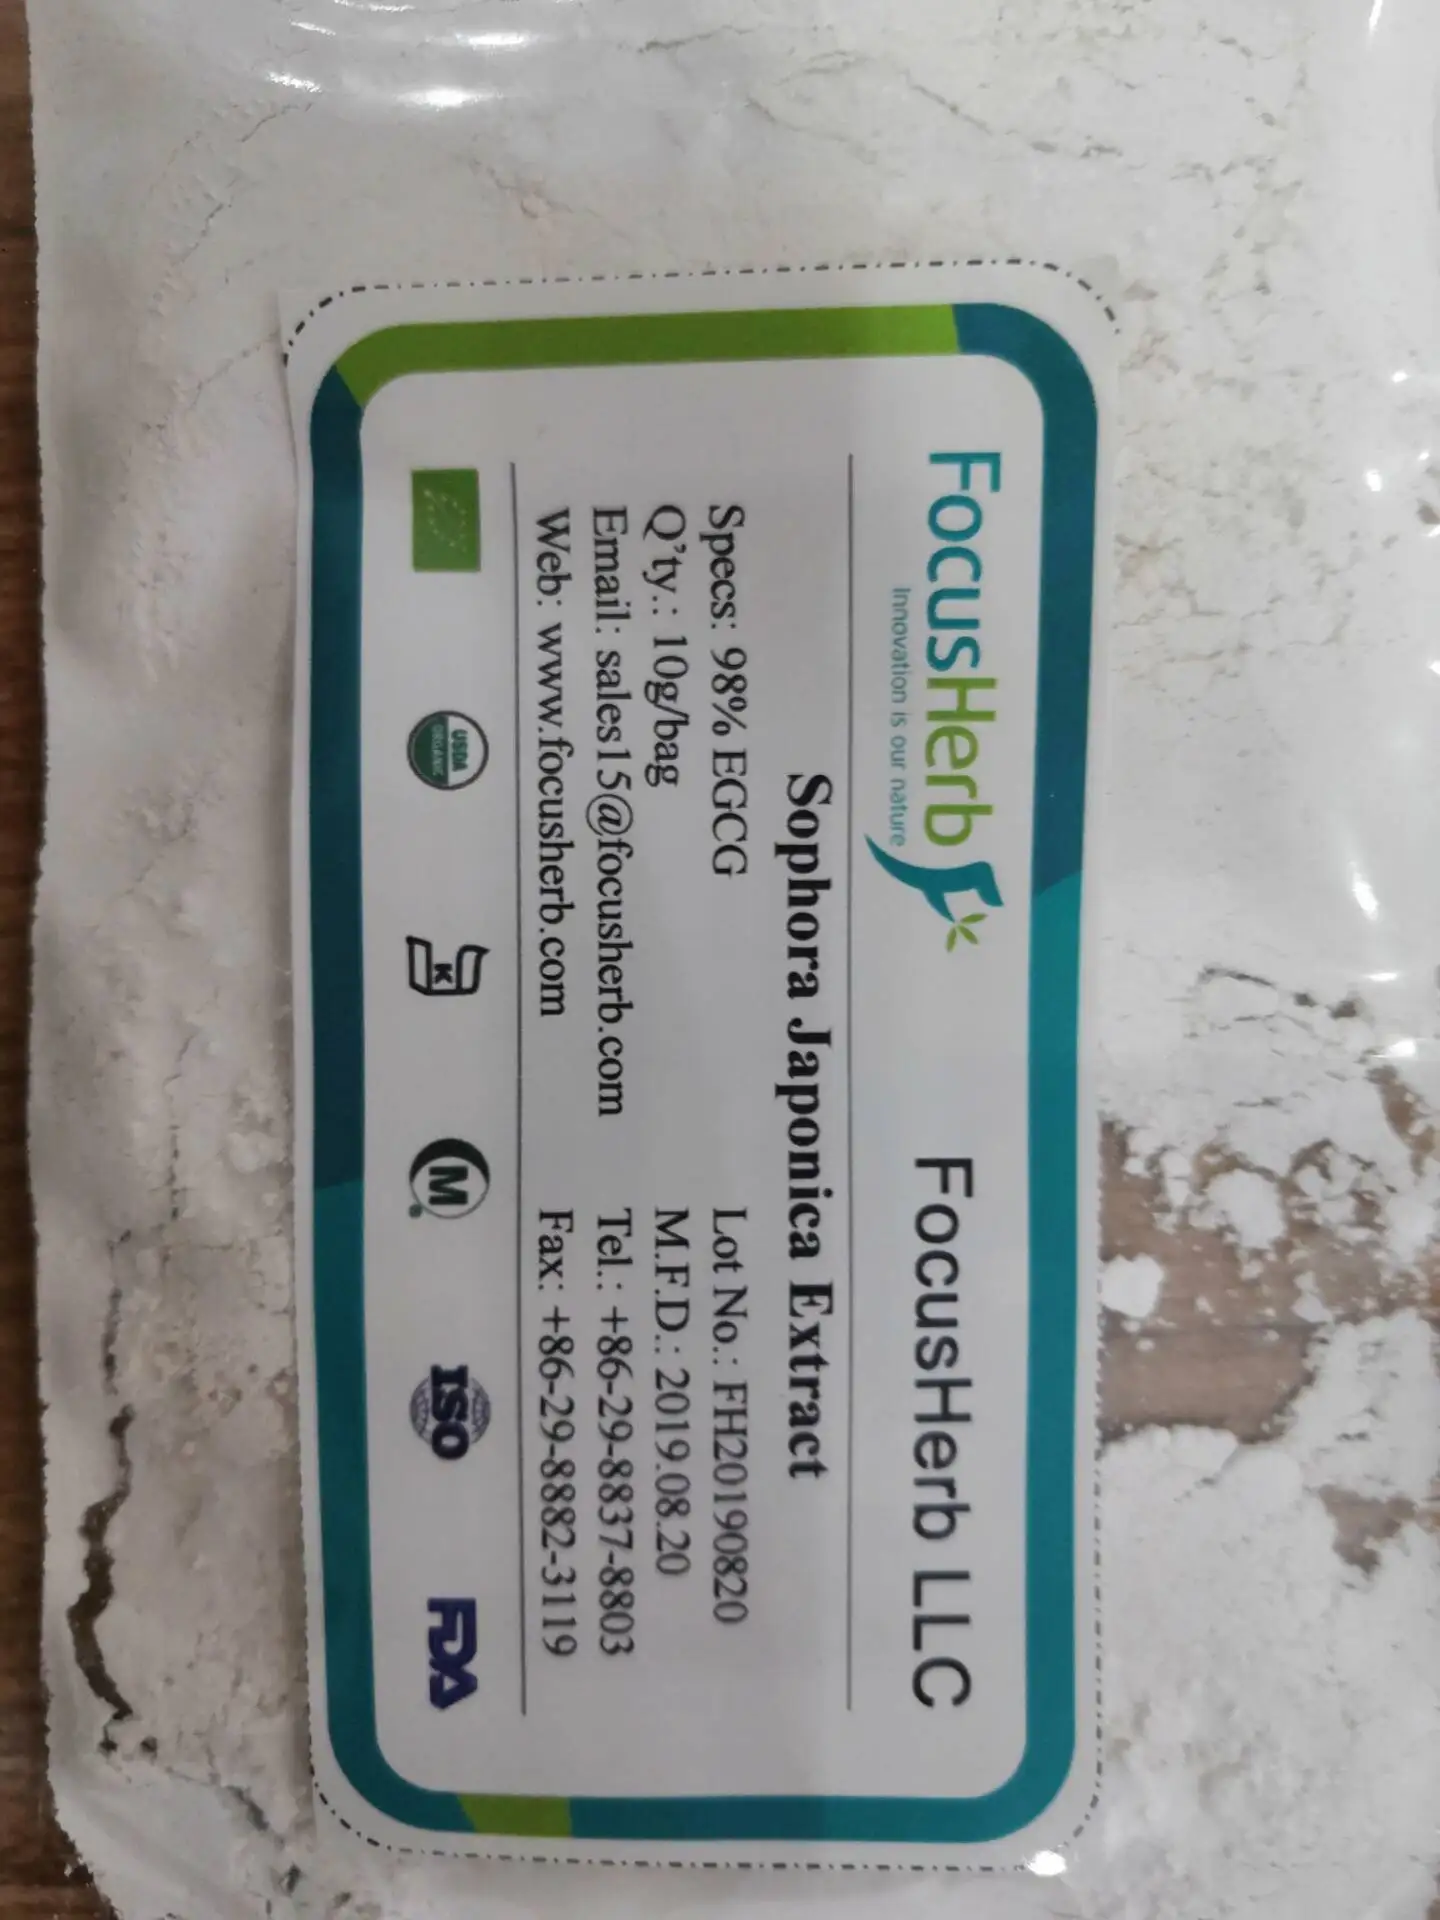 FocusHerb
Innovation is our nature
FocusHerb LLC
Sophora Japonica Extract
Specs: 98% EGCG
Lot No.: FH20190820
Q'ty.: 10g/bag
M.F.D.: 2019.08.20
Email: sales15@focusherb.com
Tel.: +86-29-8837-8803
Web: www.focusherb.com
Fax: +86-29-8882-3119
USDA
ORGANIC
K
M
ISO
FDA